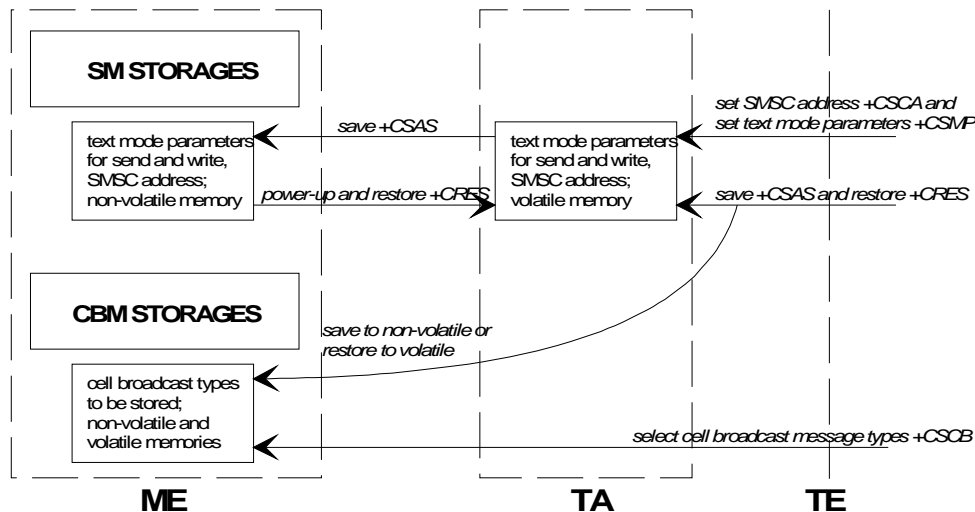 SM STORAGES
set SMSC address +CSCA and
set text mode parameters +CSMP
save +CSAS
text mode parameters
for send and write,
SMSC address;
non-volatile memory
text mode parameters
for send and write,
SMSC address;
volatile memory
power-up and restore +CRES
save +CSAS and restore +CRES
CBM STORAGES
save to non-volatile or
restore to volatile
cell broadcast types
to be stored;
non-volatile and
volatile memories
select cell broadcast message types +CSCB
ME
TA
TE